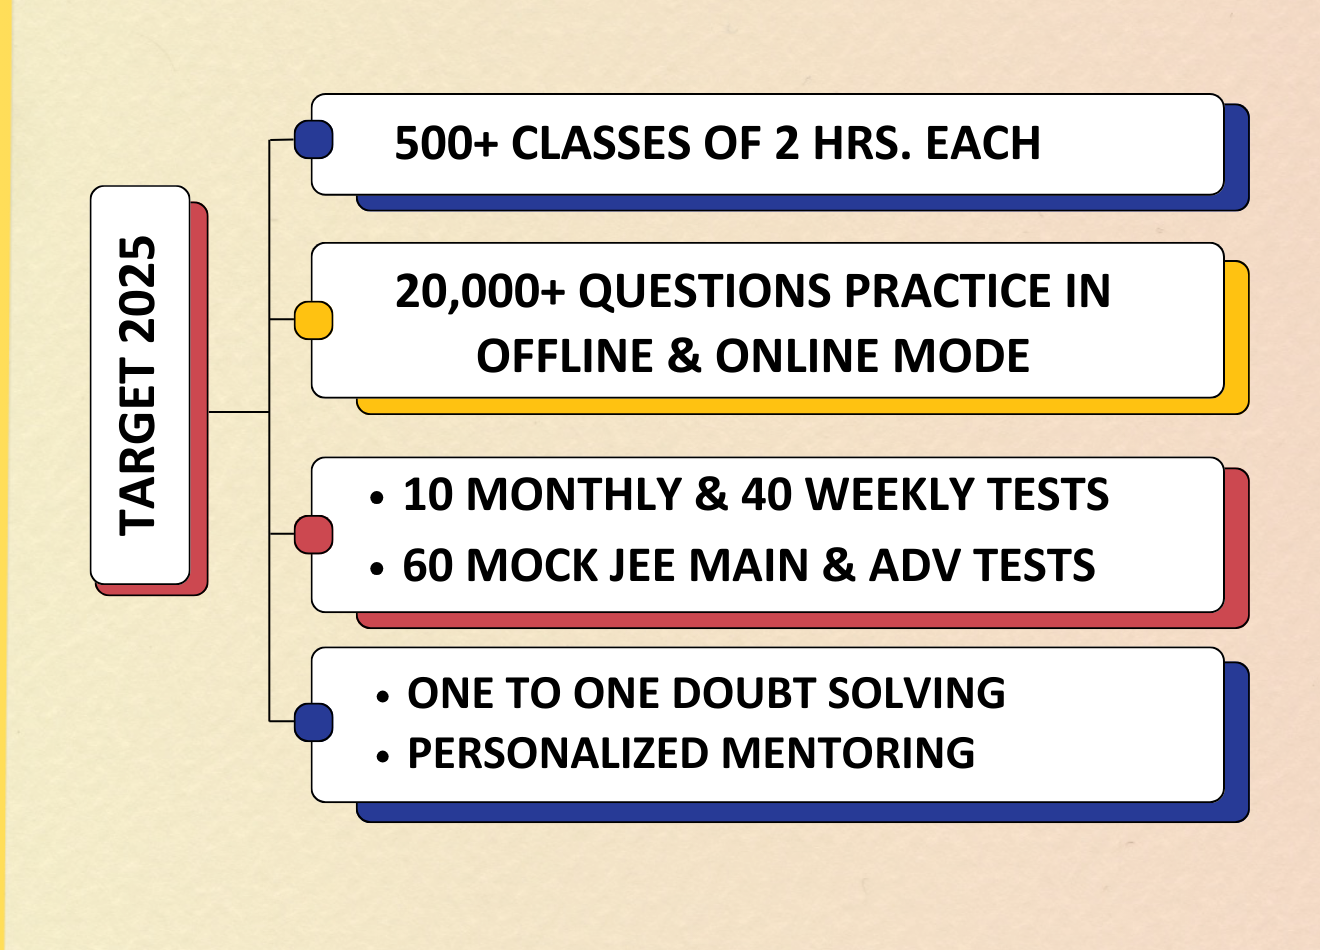 TARGET 2025
500+ CLASSES OF 2 HRS. EACH
20,000+ QUESTIONS PRACTICE IN
OFFLINE & ONLINE MODE
• 10 MONTHLY & 40 WEEKLY TESTS
• 60 MOCK JEE MAIN & ADV TESTS
• ONE TO ONE DOUBT SOLVING
• PERSONALIZED MENTORING